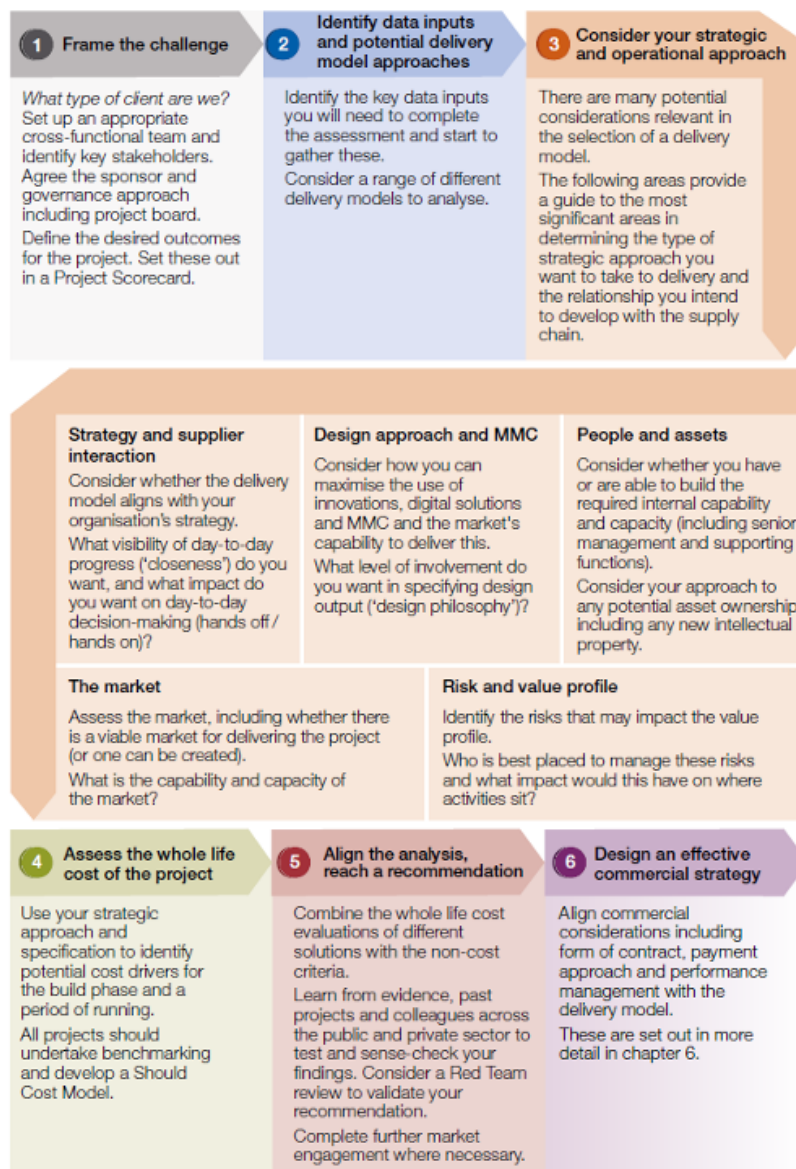 1 Frame the challenge
What type of client are we?
Set up an appropriate
cross-functional team and
identify key stakeholders.
Agree the sponsor and
governance approach
including project board.
Define the desired outcomes
for the project. Set these out
in a Project Scorecard.
2 Identify data inputs
and potential delivery
model approaches
Identify the key data inputs
you will need to complete
the assessment and start to
gather these.
Consider a range of different
delivery models to analyse.
3 Consider your strategic
and operational approach
There are many potential
considerations relevant in
the selection of a delivery
model.
The following areas provide
a guide to the most
significant areas in
determining the type of
strategic approach you
want to take to delivery and
the relationship you intend
to develop with the supply
chain.
Strategy and supplier
interaction
Consider whether the delivery
model aligns with your
organisation's strategy.
What visibility of day-to-day
progress ('closeness') do you
want, and what impact do
you want on day-to-day
decision-making (hands off /
hands on)?
Design approach and MMC
Consider how you can
maximise the use of
innovations, digital solutions
and MMC and the market's
capability to deliver this.
What level of involvement do
you want in specifying design
output ('design philosophy')?
People and assets
Consider whether you have
or are able to build the
required internal capability
and capacity (including senior
management and supporting
functions).
Consider your approach to
any potential asset ownership
including any new intellectual
property.
The market
Assess the market, including whether there
is a viable market for delivering the project
(or one can be created).
What is the capability and capacity of
the market?
Risk and value profile
Identify the risks that may impact the value
profile.
Who is best placed to manage these risks
and what impact would this have on where
activities sit?
4 Assess the whole life
cost of the project
Use your strategic
approach and
specification to identify
potential cost drivers for
the build phase and a
period of running.
All projects should
undertake benchmarking
and develop a Should
Cost Model.
5 Align the analysis,
reach a recommendation
Combine the whole life cost
evaluations of different
solutions with the non-cost
criteria.
Learn from evidence, past
projects and colleagues across
the public and private sector to
test and sense-check your
findings. Consider a Red Team
review to validate your
recommendation.
Complete further market
engagement where necessary.
6 Design an effective
commercial strategy
Align commercial
considerations including
form of contract, payment
approach and performance
management with the
delivery model.
These are set out in more
detail in chapter 6.